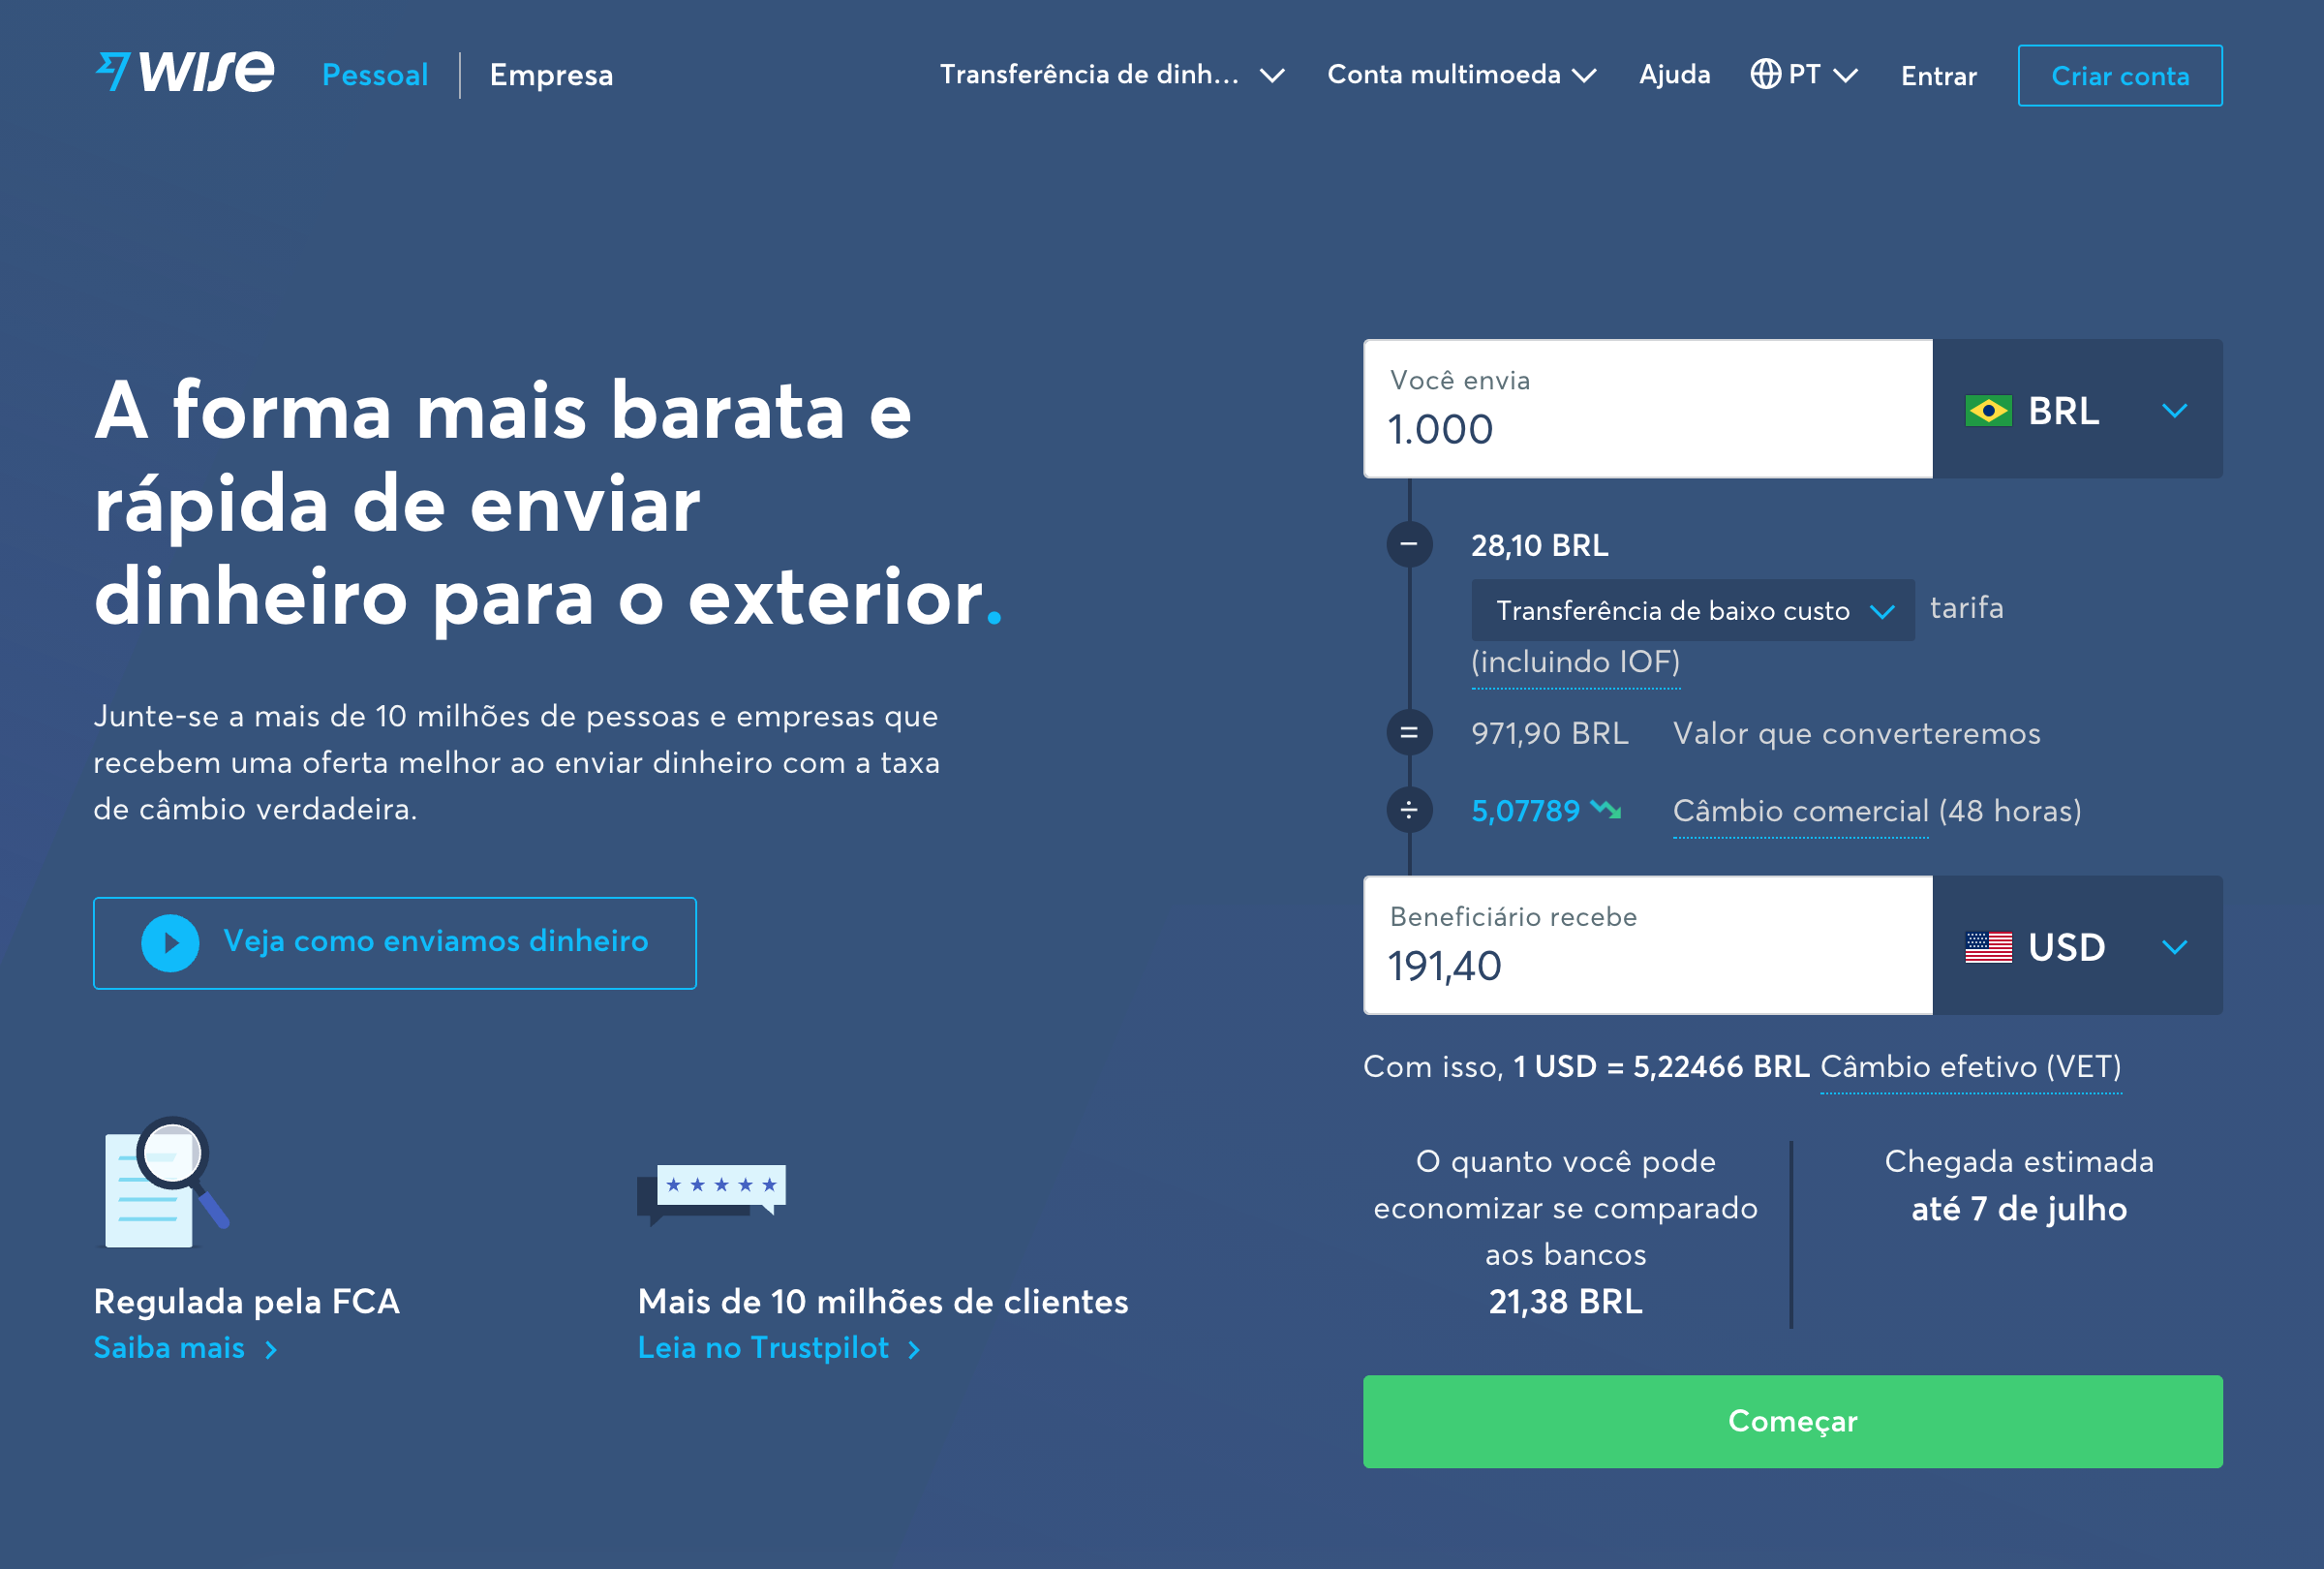 wise
Pessoal
Empresa
Transferência de dinh...
Conta multimoeda
Ajuda
PT
Entrar
Criar conta
A forma mais barata e
rápida de enviar
dinheiro para o exterior.
Junte-se a mais de 10 milhões de pessoas e empresas que
recebem uma oferta melhor ao enviar dinheiro com a taxa
de câmbio verdadeira.
Veja como enviamos dinheiro
Regulada pela FCA
Saiba mais
Mais de 10 milhões de clientes
Leia no Trustpilot
Você envia
1.000
BRL
– 28,10 BRL
Transferência de baixo custo tarifa
(incluindo IOF)
= 971,90 BRL Valor que converteremos
÷ 5,07789 Câmbio comercial (48 horas)
Beneficiário recebe
191,40
USD
Com isso, 1 USD = 5,22466 BRL Câmbio efetivo (VET)
O quanto você pode
economizar se comparado
aos bancos
21,38 BRL
Chegada estimada
até 7 de julho
Começar